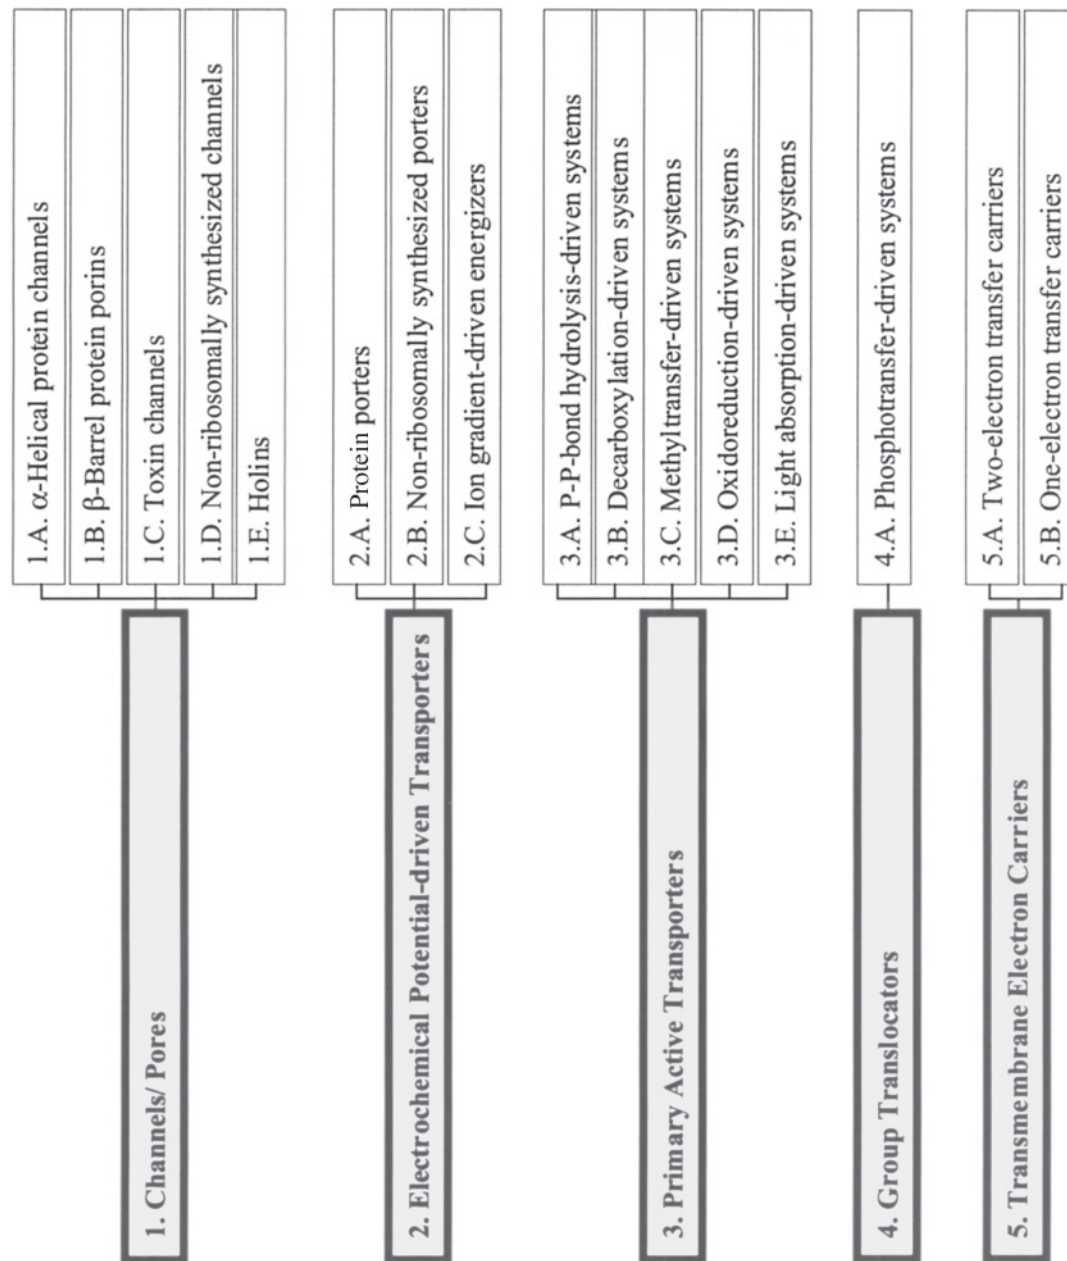 1. Channels/ Pores
1.A. α-Helical protein channels
1.B. β-Barrel protein porins
1.C. Toxin channels
1.D. Non-ribosomally synthesized channels
1.E. Holins
2. Electrochemical Potential-driven Transporters
2.A. Protein porters
2.B. Non-ribosomally synthesized porters
2.C. Ion gradient-driven energizers
3. Primary Active Transporters
3.A. P-P-bond hydrolysis-driven systems
3.B. Decarboxylation-driven systems
3.C. Methyltransfer-driven systems
3.D. Oxidoreduction-driven systems
3.E. Light absorption-driven systems
4. Group Translocators
4.A. Phosphotransfer-driven systems
5. Transmembrane Electron Carriers
5.A. Two-electron transfer carriers
5.B. One-electron transfer carriers